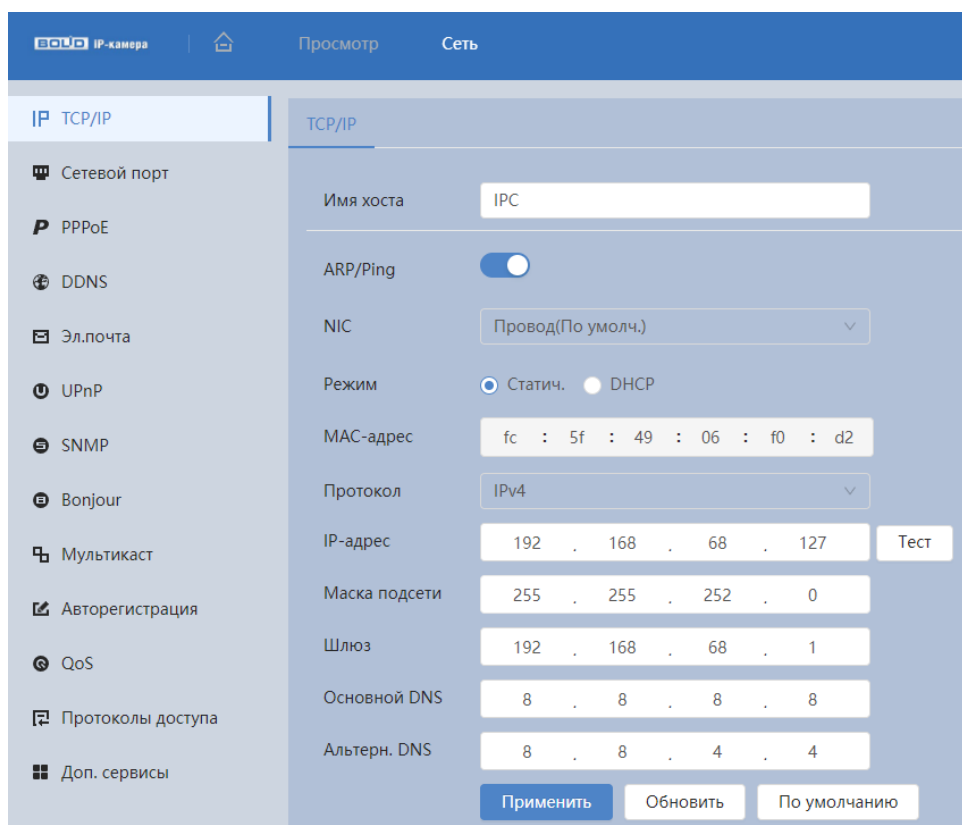 BOLID IP-камера Просмотр Сеть
TCP/IP
Сетевой порт
PPPoE
DDNS
Эл.почта
UPnP
SNMP
Bonjour
Мультикаст
Авторегистрация
QoS
Протоколы доступа
Доп. сервисы
TCP/IP
Имя хоста IPC
ARP/Ping
NIC Провод(По умолч.)
Режим Статич. DHCP
МАС-адрес fc : 5f : 49 : 06 : f0 : d2
Протокол IPv4
IP-адрес 192 . 168 . 68 . 127 Тест
Маска подсети 255 . 255 . 252 . 0
Шлюз 192 . 168 . 68 . 1
Основной DNS 8 . 8 . 8 . 8
Альтерн. DNS 8 . 8 . 4 . 4
Применить Обновить По умолчанию